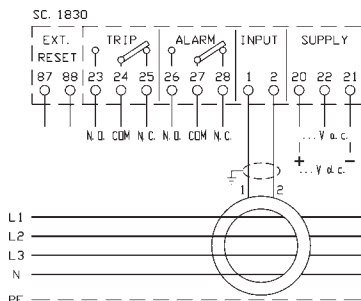 SC. 1830
EXT. RESET TRIP ALARM INPUT SUPPLY
87 88 23 24 25 26 27 28 1 2 20 22 21
N.O. COM N.C. N.O. COM N.C.
...V a.c.
+ −
...V d.c.
1 2
L1
L2
L3
N
PE